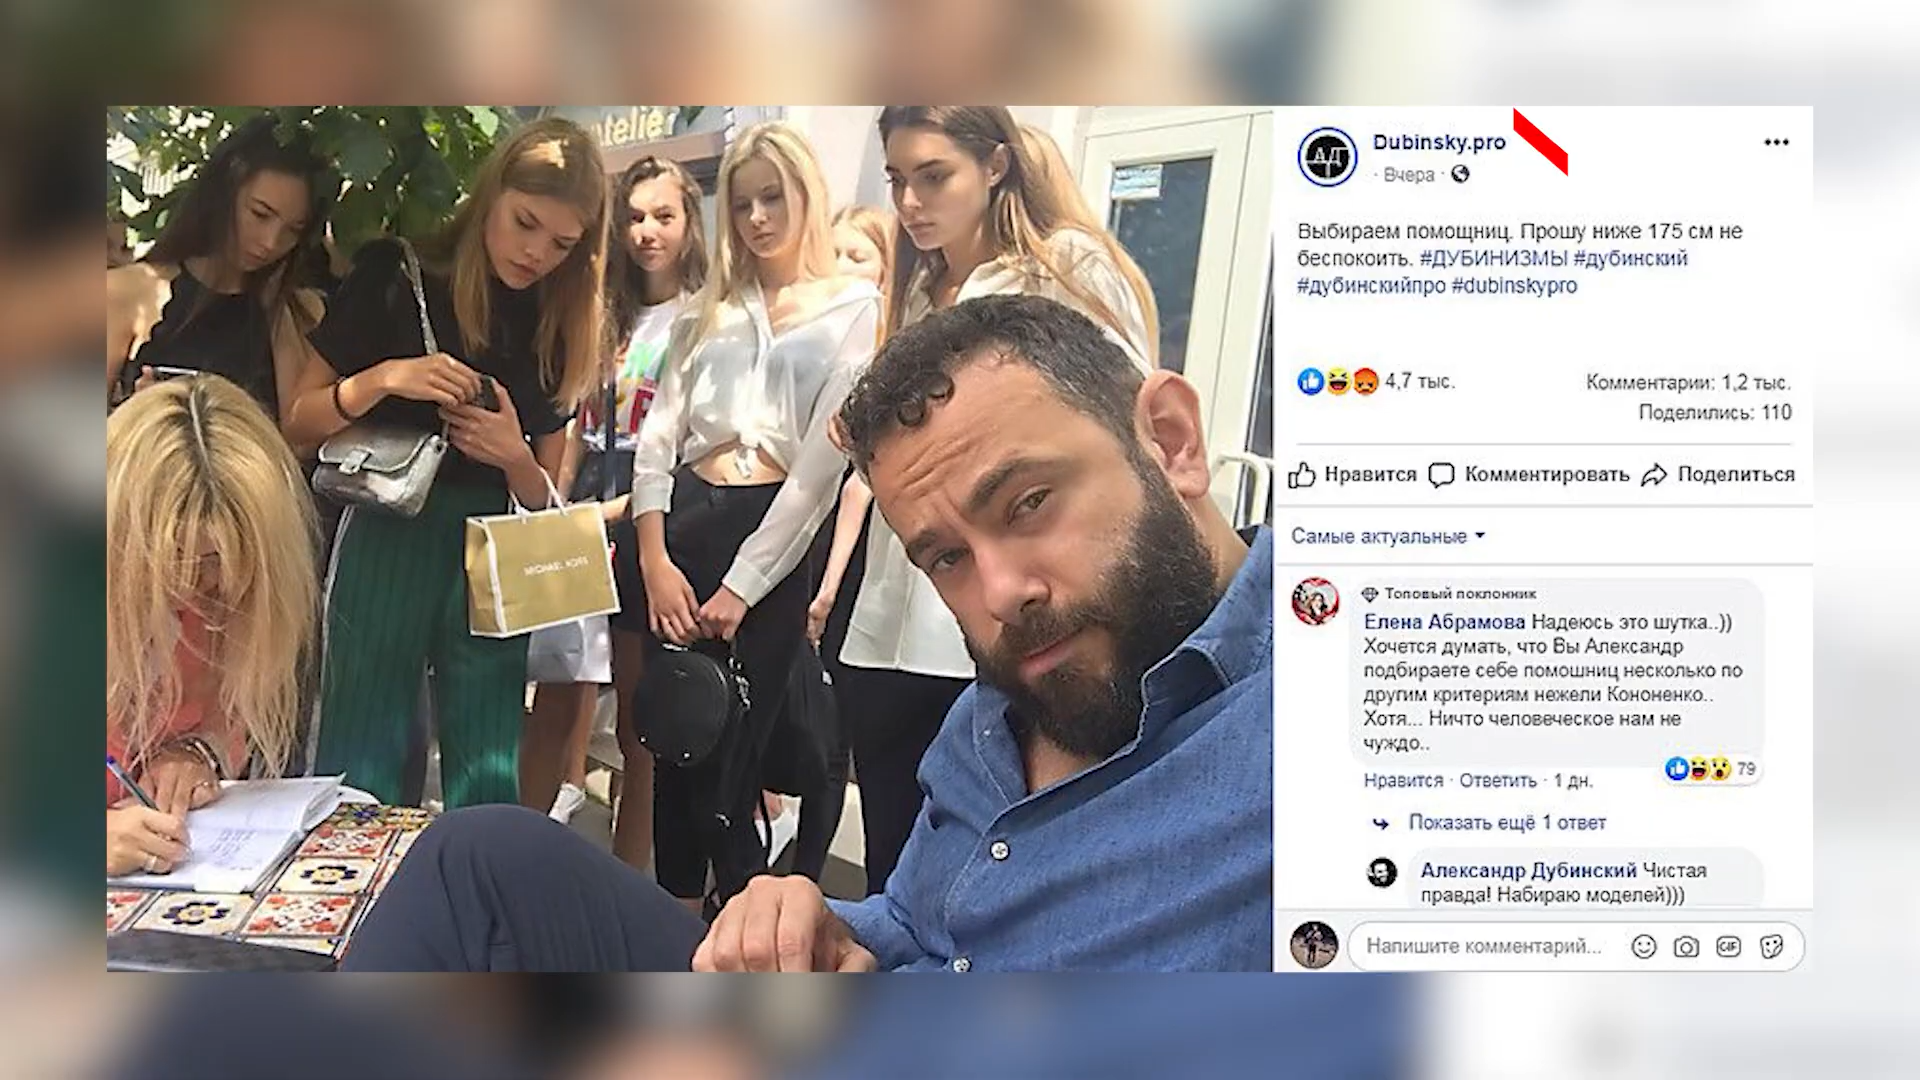 atelier
MICHAEL KORS
АД
Dubinsky.pro
· Вчера ·
Выбираем помощниц. Прошу ниже 175 см не
беспокоить. #ДУБИНИЗМЫ #дубинский
#дубинскийпро #dubinskypro
4,7 тыс.
Комментарии: 1,2 тыс.
Поделились: 110
Нравится Комментировать Поделиться
Самые актуальные
Топовый поклонник
Елена Абрамова Надеюсь это шутка..))
Хочется думать, что Вы Александр
подбираете себе помошниц несколько по
другим критериям нежели Кононенко..
Хотя... Ничто человеческое нам не
чуждо..
79
Нравится · Ответить · 1 дн.
Показать ещё 1 ответ
Александр Дубинский Чистая
правда! Набираю моделей)))
Напишите комментарий...
GIF